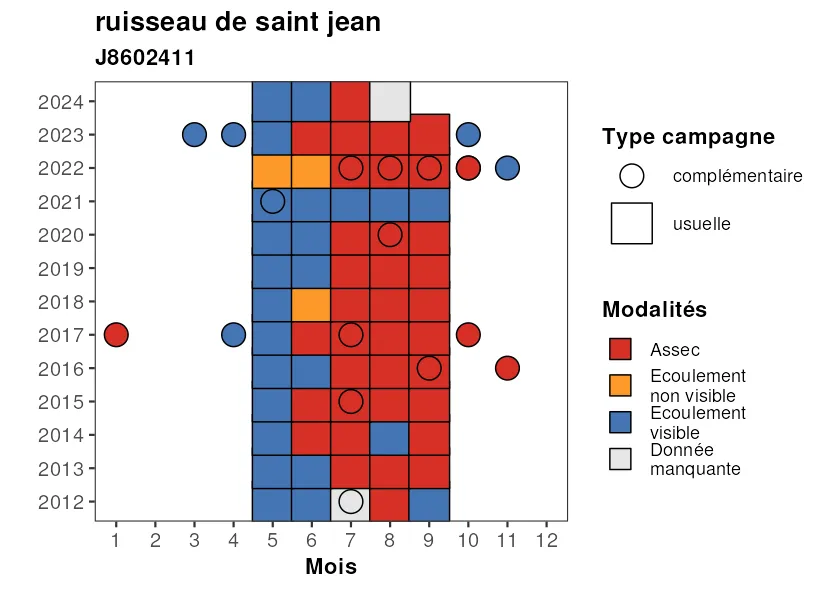 ruisseau de saint jean
J8602411
2024
2023
2022
2021
2020
2019
2018
2017
2016
2015
2014
2013
2012
1 2 3 4 5 6 7 8 9 10 11 12
Mois
Type campagne
complémentaire
usuelle
Modalités
Assec
Ecoulement
non visible
Ecoulement
visible
Donnée
manquante